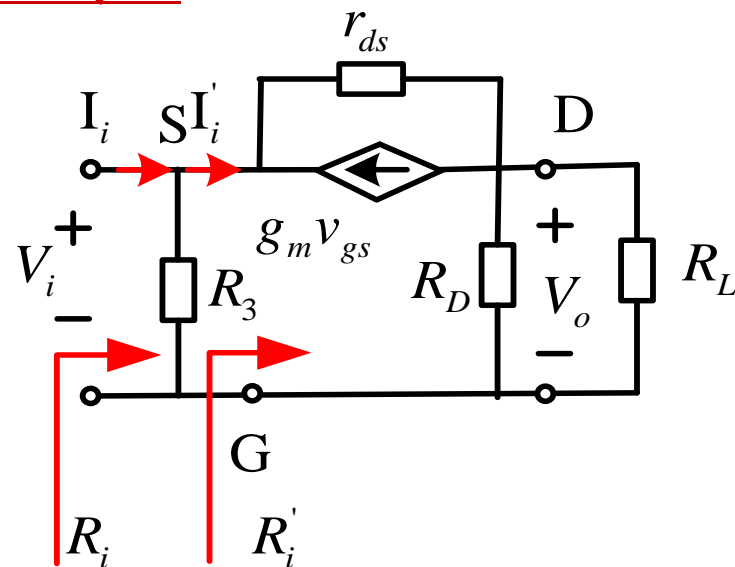 r_ds
I_i S I_i' D
+ g_m v_gs +
V_i R_3 R_D V_o R_L
− −
G
R_i R_i'